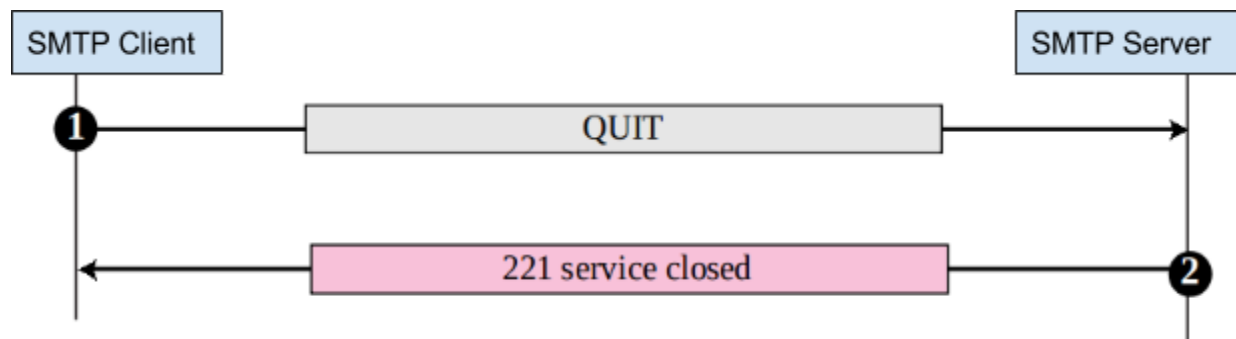 SMTP Client
SMTP Server
1
QUIT
221 service closed
2